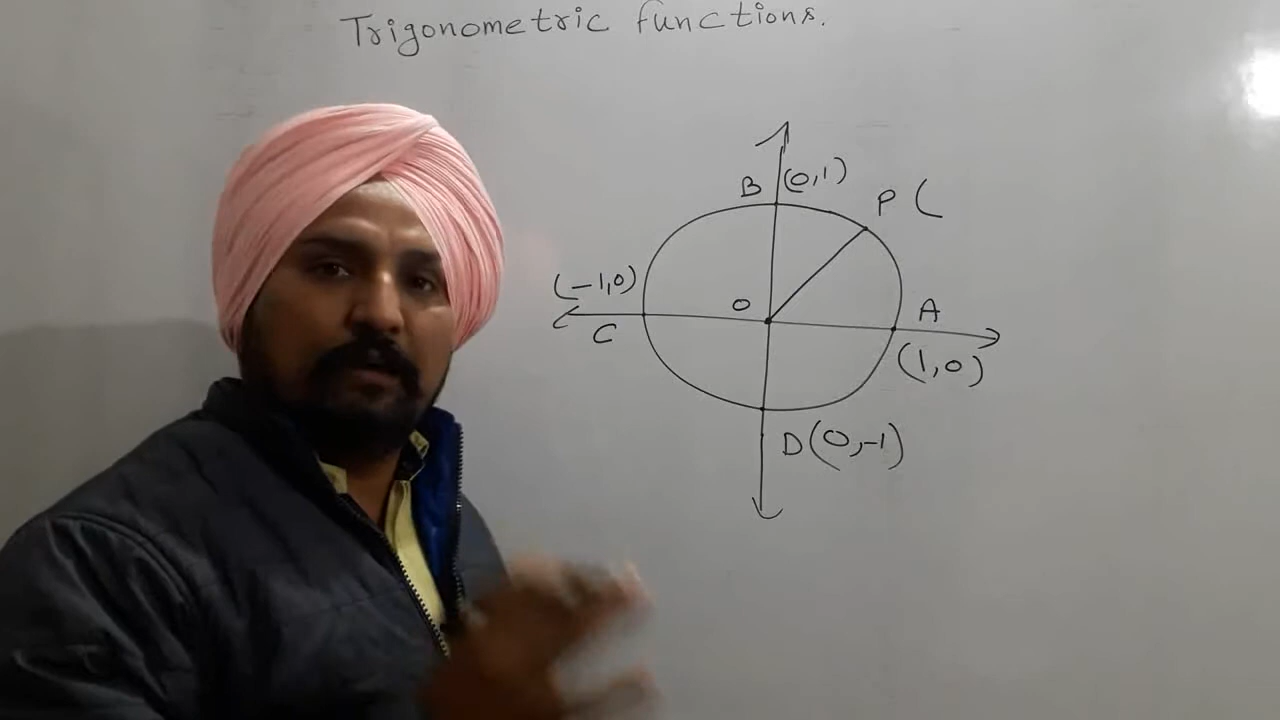 Trigonometric functions.
B (0,1)
P (
(-1,0)
O
A
C
(1,0)
D(0,-1)